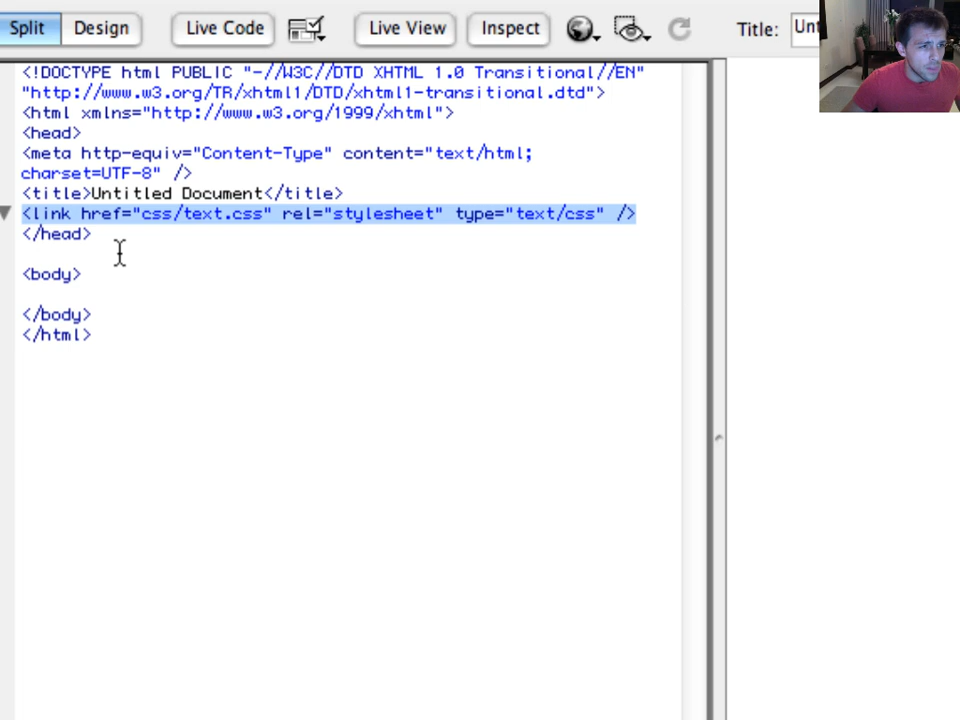 Split Design Live Code Live View Inspect Title: Unt
<!DOCTYPE html PUBLIC "-//W3C//DTD XHTML 1.0 Transitional//EN"
"http://www.w3.org/TR/xhtml1/DTD/xhtml1-transitional.dtd">
<html xmlns="http://www.w3.org/1999/xhtml">
<head>
<meta http-equiv="Content-Type" content="text/html;
charset=UTF-8" />
<title>Untitled Document</title>
<link href="css/text.css" rel="stylesheet" type="text/css" />
</head>
<body>
</body>
</html>